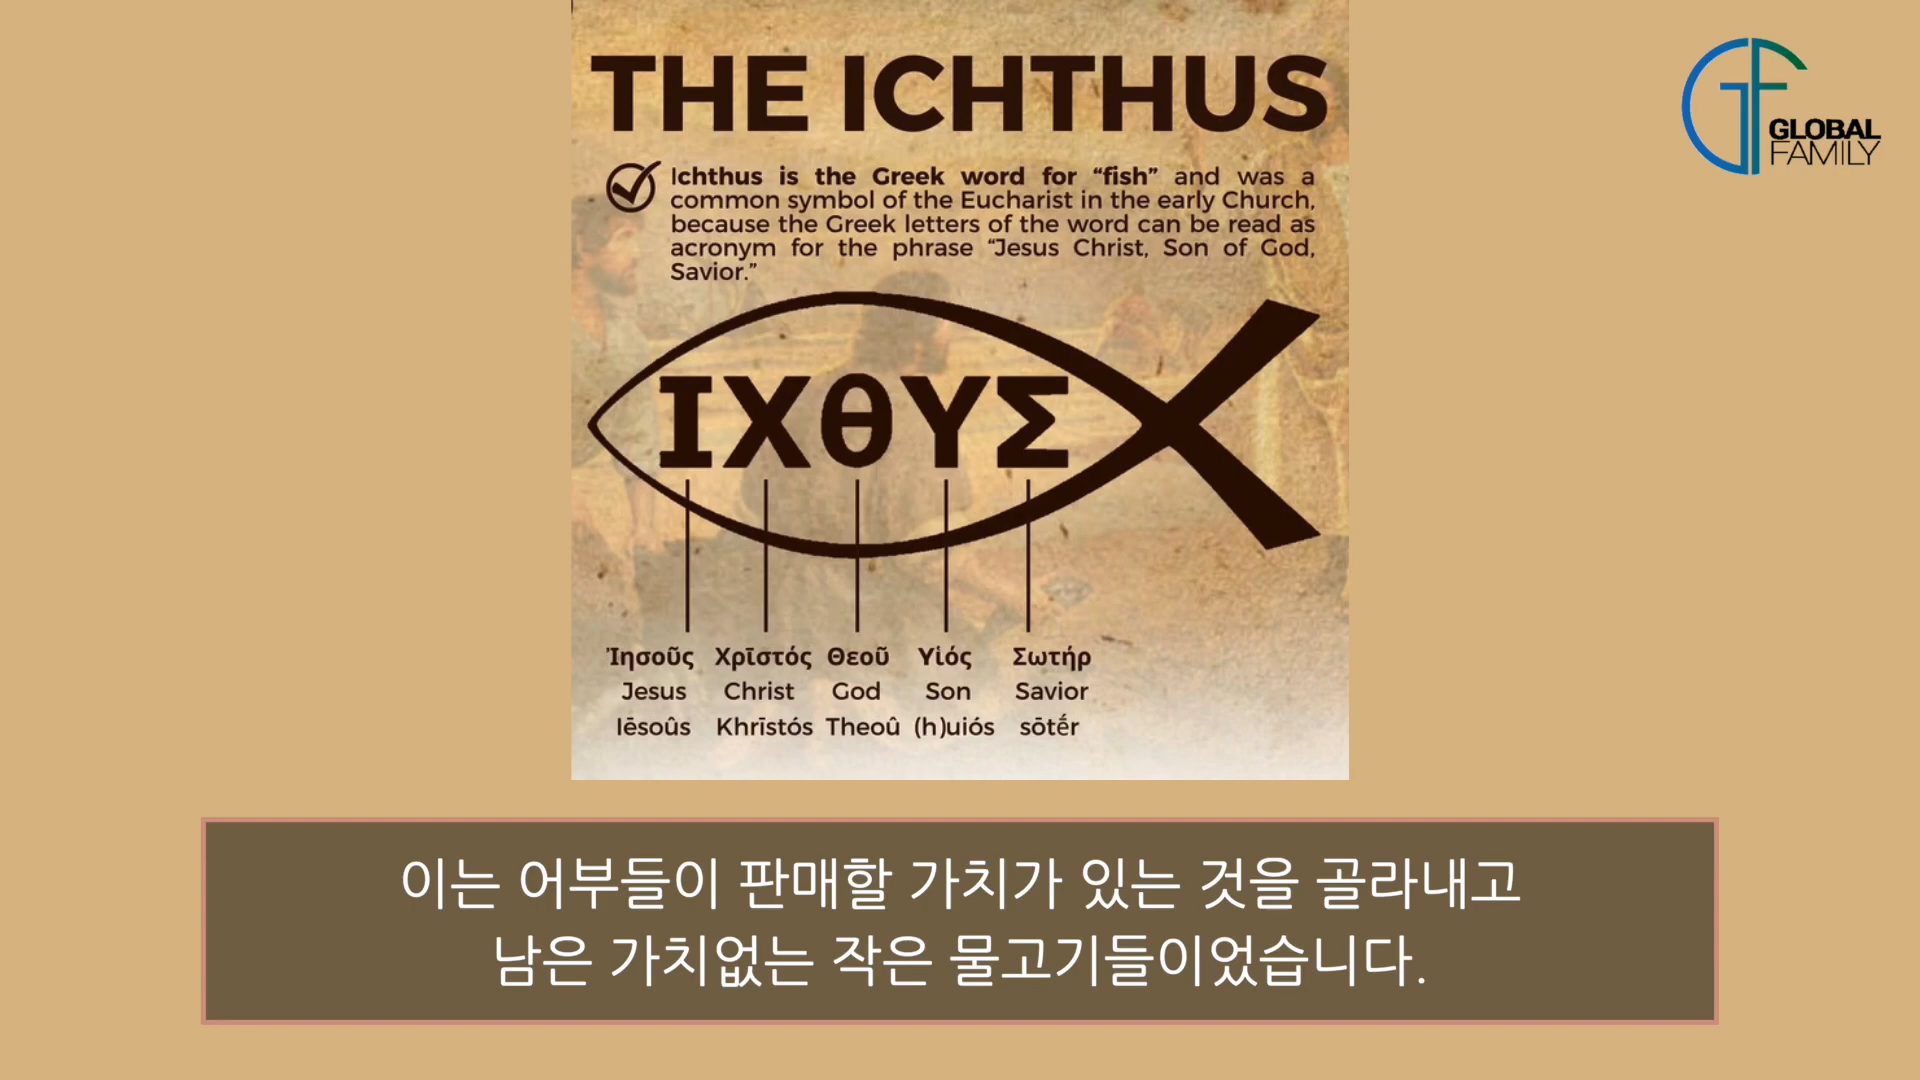 THE ICHTHUS
GLOBAL
FAMILY
Ichthus is the Greek word for “fish” and was a
common symbol of the Eucharist in the early Church,
because the Greek letters of the word can be read as
acronym for the phrase “Jesus Christ, Son of God,
Savior.”
ΙΧθΥΣ
Ἰησοῦς Χρῑστός Θεοῦ Υἱός Σωτήρ
Jesus Christ God Son Savior
Iēsoûs Khrīstós Theoû (h)uiós sōtḗr
이는 어부들이 판매할 가치가 있는 것을 골라내고
남은 가치없는 작은 물고기들이었습니다.